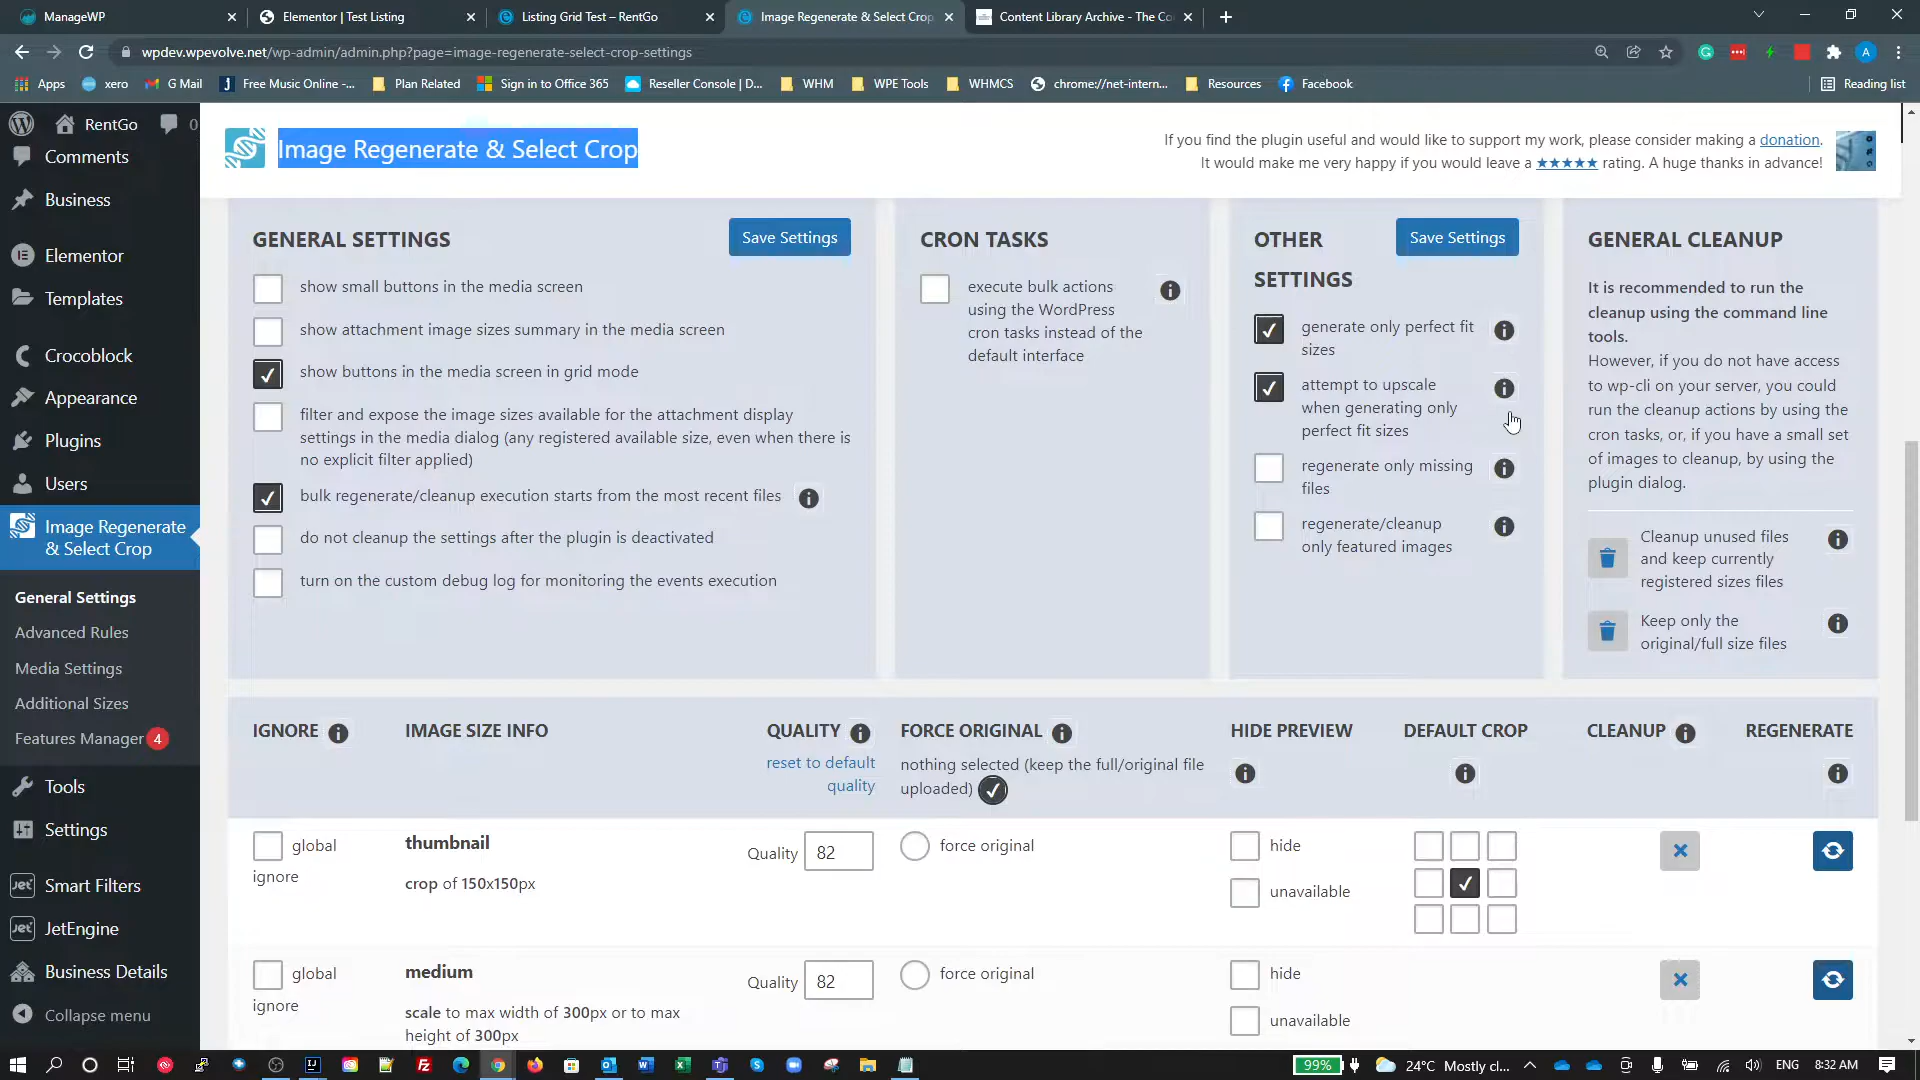 ManageWP
Elementor | Test Listing
Listing Grid Test – RentGo
Image Regenerate & Select Crop
Content Library Archive - The Co
wpdev.wpevolve.net/wp-admin/admin.php?page=image-regenerate-select-crop-settings
A
Apps
xero
G Mail
Free Music Online -...
Plan Related
Sign in to Office 365
Reseller Console | D...
WHM
WPE Tools
WHMCS
chrome://net-intern...
Resources
Facebook
Reading list
RentGo
0
Comments
Business
Elementor
Templates
Crocoblock
Appearance
Plugins
Users
Image Regenerate
& Select Crop
General Settings
Advanced Rules
Media Settings
Additional Sizes
Features Manager 4
Tools
Settings
Smart Filters
JetEngine
Business Details
Collapse menu
Image Regenerate & Select Crop
If you find the plugin useful and would like to support my work, please consider making a donation.
It would make me very happy if you would leave a ★★★★★ rating. A huge thanks in advance!
GENERAL SETTINGS
Save Settings
show small buttons in the media screen
show attachment image sizes summary in the media screen
show buttons in the media screen in grid mode
filter and expose the image sizes available for the attachment display
settings in the media dialog (any registered available size, even when there is
no explicit filter applied)
bulk regenerate/cleanup execution starts from the most recent files
do not cleanup the settings after the plugin is deactivated
turn on the custom debug log for monitoring the events execution
CRON TASKS
execute bulk actions
using the WordPress
cron tasks instead of the
default interface
OTHER
SETTINGS
Save Settings
generate only perfect fit
sizes
attempt to upscale
when generating only
perfect fit sizes
regenerate only missing
files
regenerate/cleanup
only featured images
GENERAL CLEANUP
It is recommended to run the
cleanup using the command line
tools.
However, if you do not have access
to wp-cli on your server, you could
run the cleanup actions by using the
cron tasks, or, if you have a small set
of images to cleanup, by using the
plugin dialog.
Cleanup unused files
and keep currently
registered sizes files
Keep only the
original/full size files
IGNORE
IMAGE SIZE INFO
QUALITY
reset to default
quality
FORCE ORIGINAL
nothing selected (keep the full/original file
uploaded)
HIDE PREVIEW
DEFAULT CROP
CLEANUP
REGENERATE
global
ignore
thumbnail
crop of 150x150px
Quality 82
force original
hide
unavailable
global
ignore
medium
scale to max width of 300px or to max
height of 300px
Quality 82
force original
hide
unavailable
99%
24°C Mostly cl...
ENG
8:32 AM